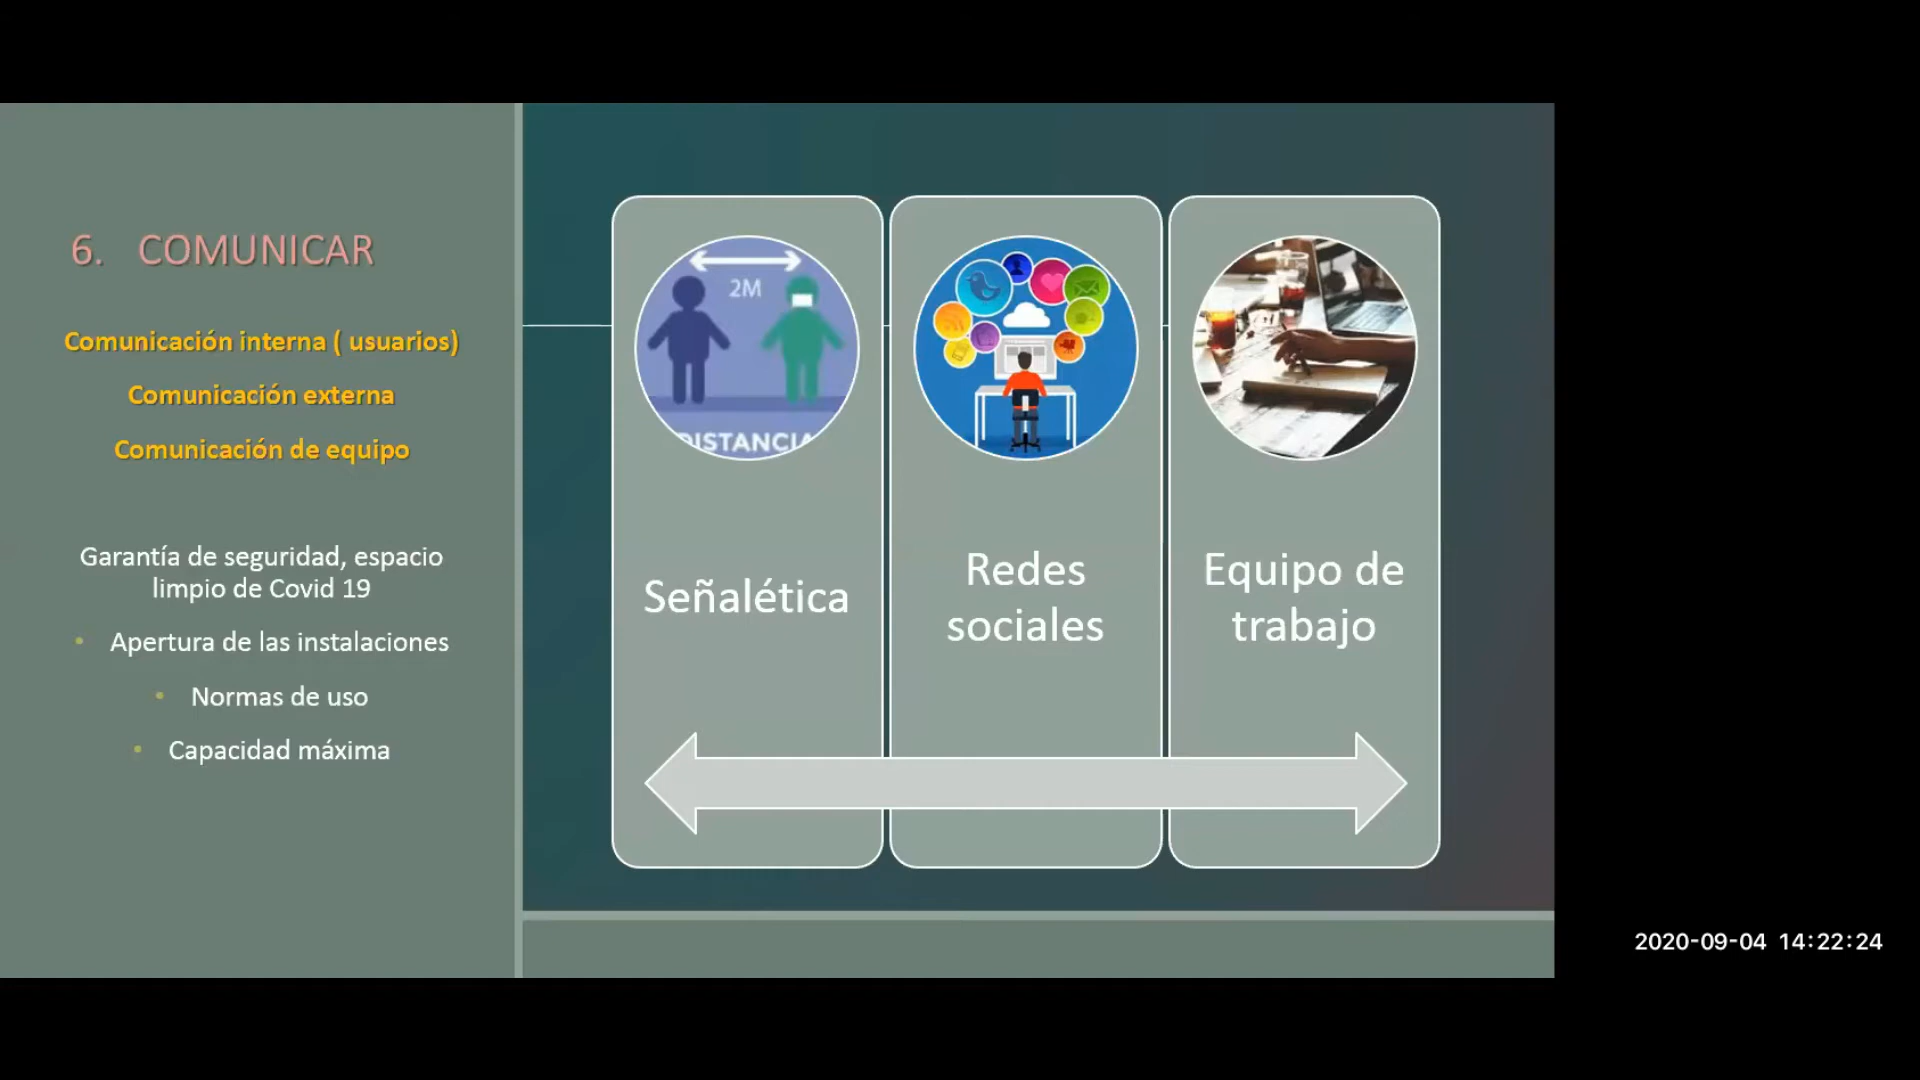 6. COMUNICAR
Comunicación interna ( usuarios)
Comunicación externa
Comunicación de equipo
Garantía de seguridad, espacio
limpio de Covid 19
• Apertura de las instalaciones
• Normas de uso
• Capacidad máxima
2M
DISTANCIA
Señalética
Redes
sociales
Equipo de
trabajo
2020-09-04 14:22:24